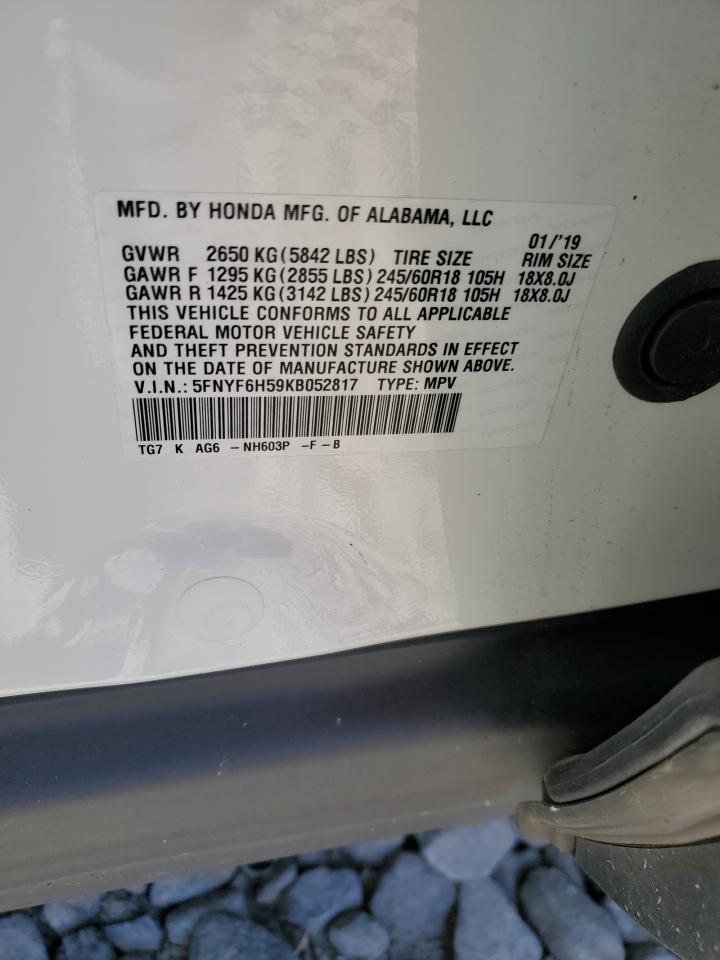 MFD. BY HONDA MFG. OF ALABAMA, LLC
01/'19
GVWR 2650 KG(5842 LBS) TIRE SIZE RIM SIZE
GAWR F 1295 KG(2855 LBS) 245/60R18 105H 18X8.0J
GAWR R 1425 KG(3142 LBS) 245/60R18 105H 18X8.0J
THIS VEHICLE CONFORMS TO ALL APPLICABLE
FEDERAL MOTOR VEHICLE SAFETY
AND THEFT PREVENTION STANDARDS IN EFFECT
ON THE DATE OF MANUFACTURE SHOWN ABOVE.
V.I.N.: 5FNYF6H59KB052817 TYPE: MPV
TG7 K AG6 -NH603P -F-B